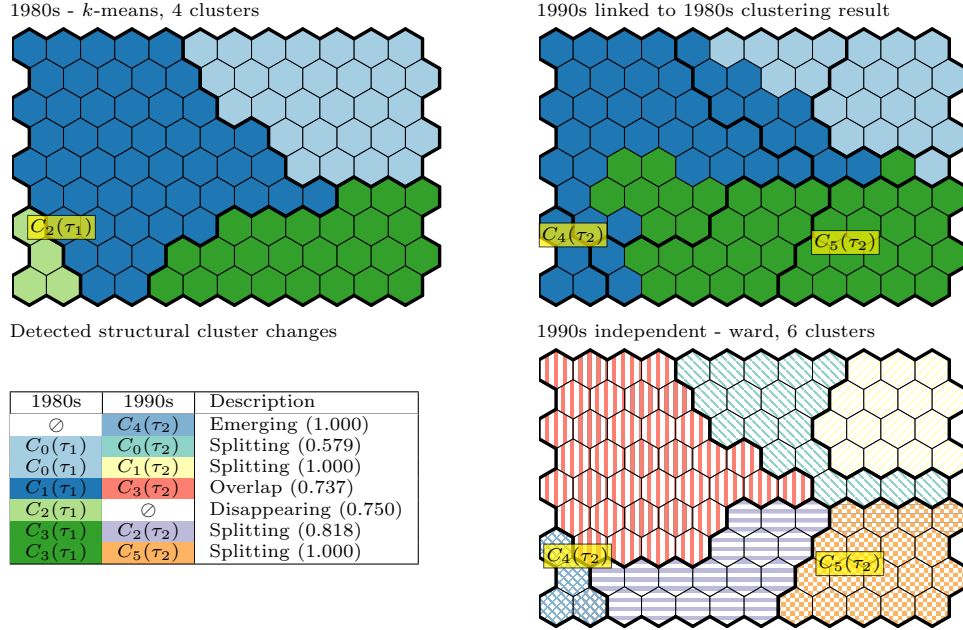 1980s - k-means, 4 clusters
C₂(τ₁)
1990s linked to 1980s clustering result
C₄(τ₂)
C₅(τ₂)
Detected structural cluster changes
1980s 1990s Description
∅ C₄(τ₂) Emerging (1.000)
C₀(τ₁) C₀(τ₂) Splitting (0.579)
C₀(τ₁) C₁(τ₂) Splitting (1.000)
C₁(τ₁) C₃(τ₂) Overlap (0.737)
C₂(τ₁) ∅ Disappearing (0.750)
C₃(τ₁) C₂(τ₂) Splitting (0.818)
C₃(τ₁) C₅(τ₂) Splitting (1.000)
1990s independent - ward, 6 clusters
C₄(τ₂)
C₅(τ₂)